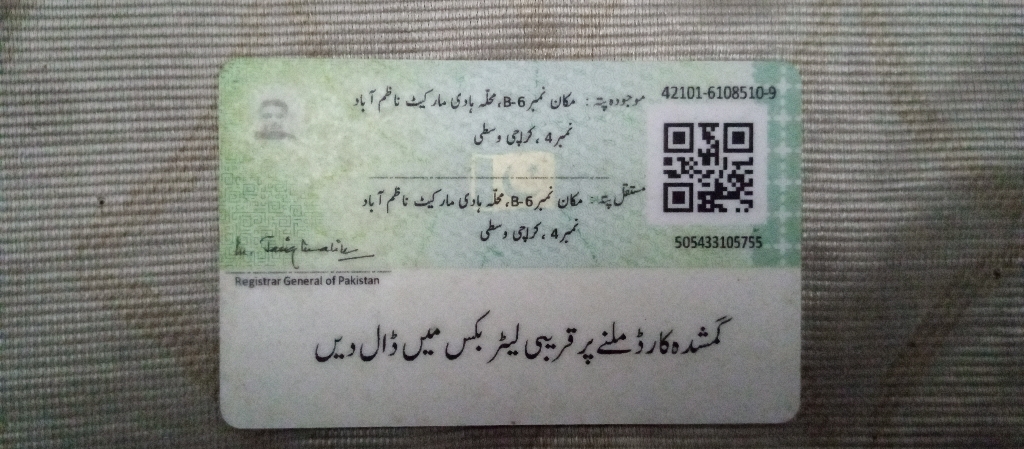 42101-6108510-9
موجودہ پتہ: مکان نمبر B-6، محلّہ ہادی مارکیٹ ناظم آباد
نمبر 4، کراچی وسطی
مستقل پتہ: مکان نمبر B-6، محلّہ ہادی مارکیٹ ناظم آباد
نمبر 4، کراچی وسطی
505433105755
Registrar General of Pakistan
گمشدہ کارڈ ملنے پر قریبی لیٹر بکس میں ڈال دیں